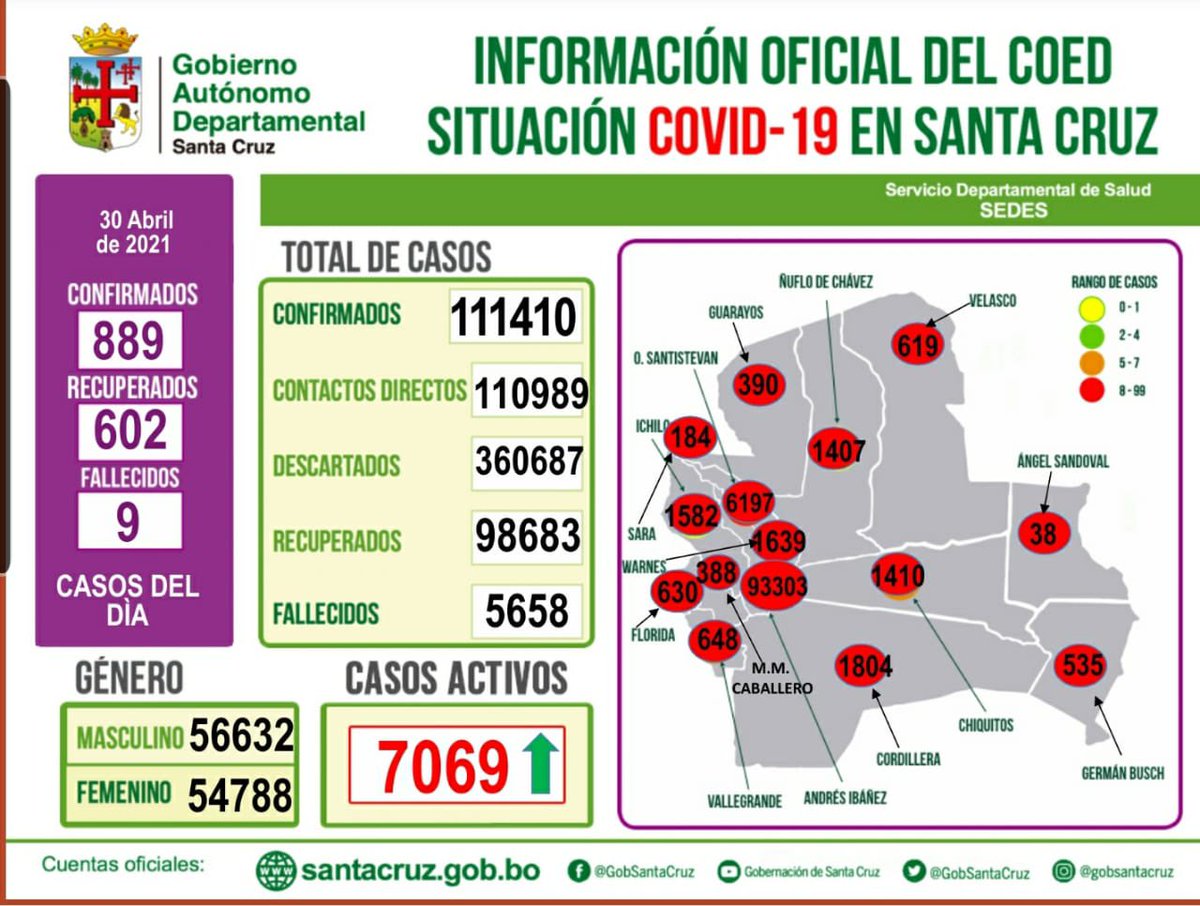 Gobierno
Autónomo
Departamental
Santa Cruz
INFORMACIÓN OFICIAL DEL COED
SITUACIÓN COVID-19 EN SANTA CRUZ
Servicio Departamental de Salud
SEDES
30 Abril
de 2021
CONFIRMADOS
889
RECUPERADOS
602
FALLECIDOS
9
CASOS DEL
DÌA
TOTAL DE CASOS
CONFIRMADOS 111410
CONTACTOS DIRECTOS 110989
DESCARTADOS 360687
RECUPERADOS 98683
FALLECIDOS 5658
GÉNERO
MASCULINO 56632
FEMENINO 54788
CASOS ACTIVOS
7069
RANGO DE CASOS
0 - 1
2 - 4
5 - 7
8 - 99
ÑUFLO DE CHÁVEZ
VELASCO
GUARAYOS
619
O. SANTISTEVAN
390
ICHILO
184
1407
ÁNGEL SANDOVAL
6197
1582
SARA
38
1639
WARNES
388
1410
630
93303
FLORIDA
648
M.M.
CABALLERO
1804
535
CHIQUITOS
CORDILLERA
GERMÁN BUSCH
VALLEGRANDE
ANDRÉS IBÁÑEZ
Cuentas oficiales:
www
santacruz.gob.bo
@GobSantaCruz
Gobernación de Santa Cruz
@GobSantaCruz
@gobsantacruz